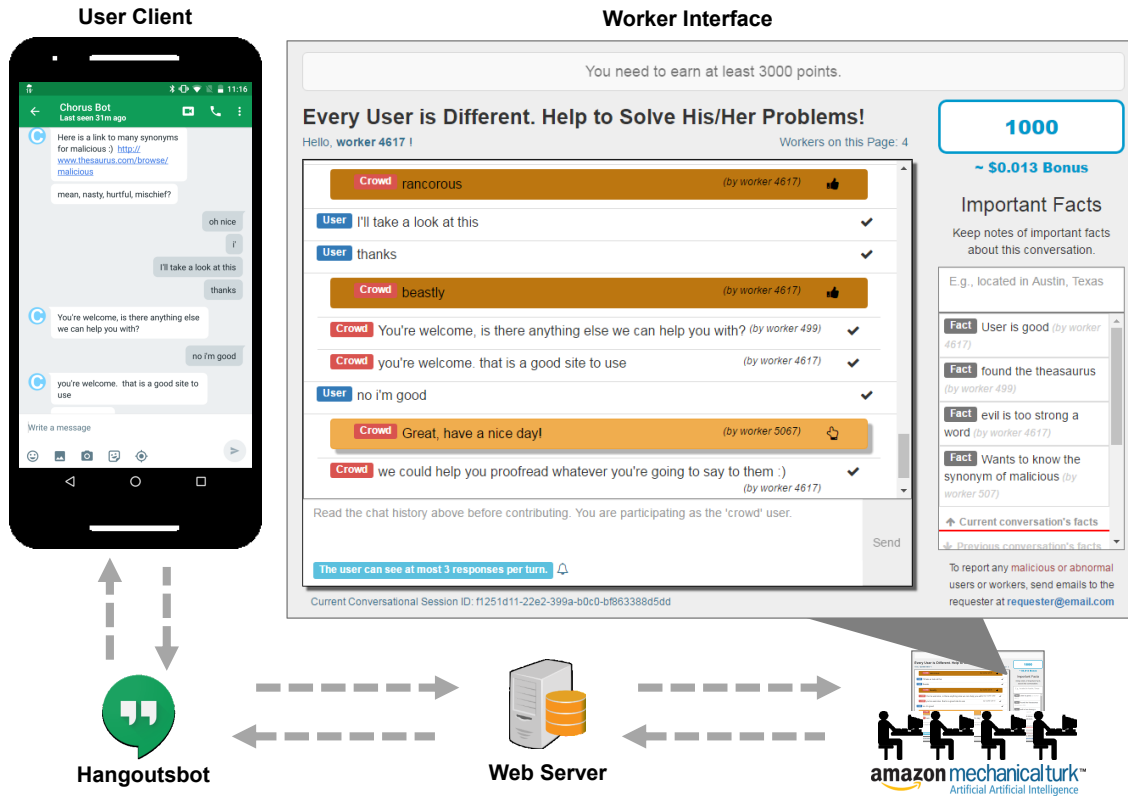 User Client
Worker Interface
11:16
Chorus Bot
Last seen 31m ago
Here is a link to many synonyms
for malicious :) http://
www.thesaurus.com/browse/
malicious
mean, nasty, hurtful, mischief?
oh nice
i'
I'll take a look at this
thanks
You're welcome, is there anything else
we can help you with?
no i'm good
you're welcome. that is a good site to
use
Write a message
You need to earn at least 3000 points.
Every User is Different. Help to Solve His/Her Problems!
Hello, worker 4617 !
Workers on this Page: 4
Crowd rancorous (by worker 4617)
User I'll take a look at this
User thanks
Crowd beastly (by worker 4617)
Crowd You're welcome, is there anything else we can help you with? (by worker 499)
Crowd you're welcome. that is a good site to use (by worker 4617)
User no i'm good
Crowd Great, have a nice day! (by worker 5067)
Crowd we could help you proofread whatever you're going to say to them :)
(by worker 4617)
Read the chat history above before contributing. You are participating as the 'crowd' user.
Send
The user can see at most 3 responses per turn.
Current Conversational Session ID: f1251d11-22e2-399a-b0c0-bf863388d5dd
1000
~ $0.013 Bonus
Important Facts
Keep notes of important facts
about this conversation.
E.g., located in Austin, Texas
Fact User is good (by worker
4617)
Fact found the theasaurus
(by worker 499)
Fact evil is too strong a
word (by worker 4617)
Fact Wants to know the
synonym of malicious (by
worker 507)
Current conversation's facts
Previous conversation's facts
To report any malicious or abnormal
users or workers, send emails to the
requester at requester@email.com
Hangoutsbot
Web Server
amazon mechanical turk™
Artificial Artificial Intelligence